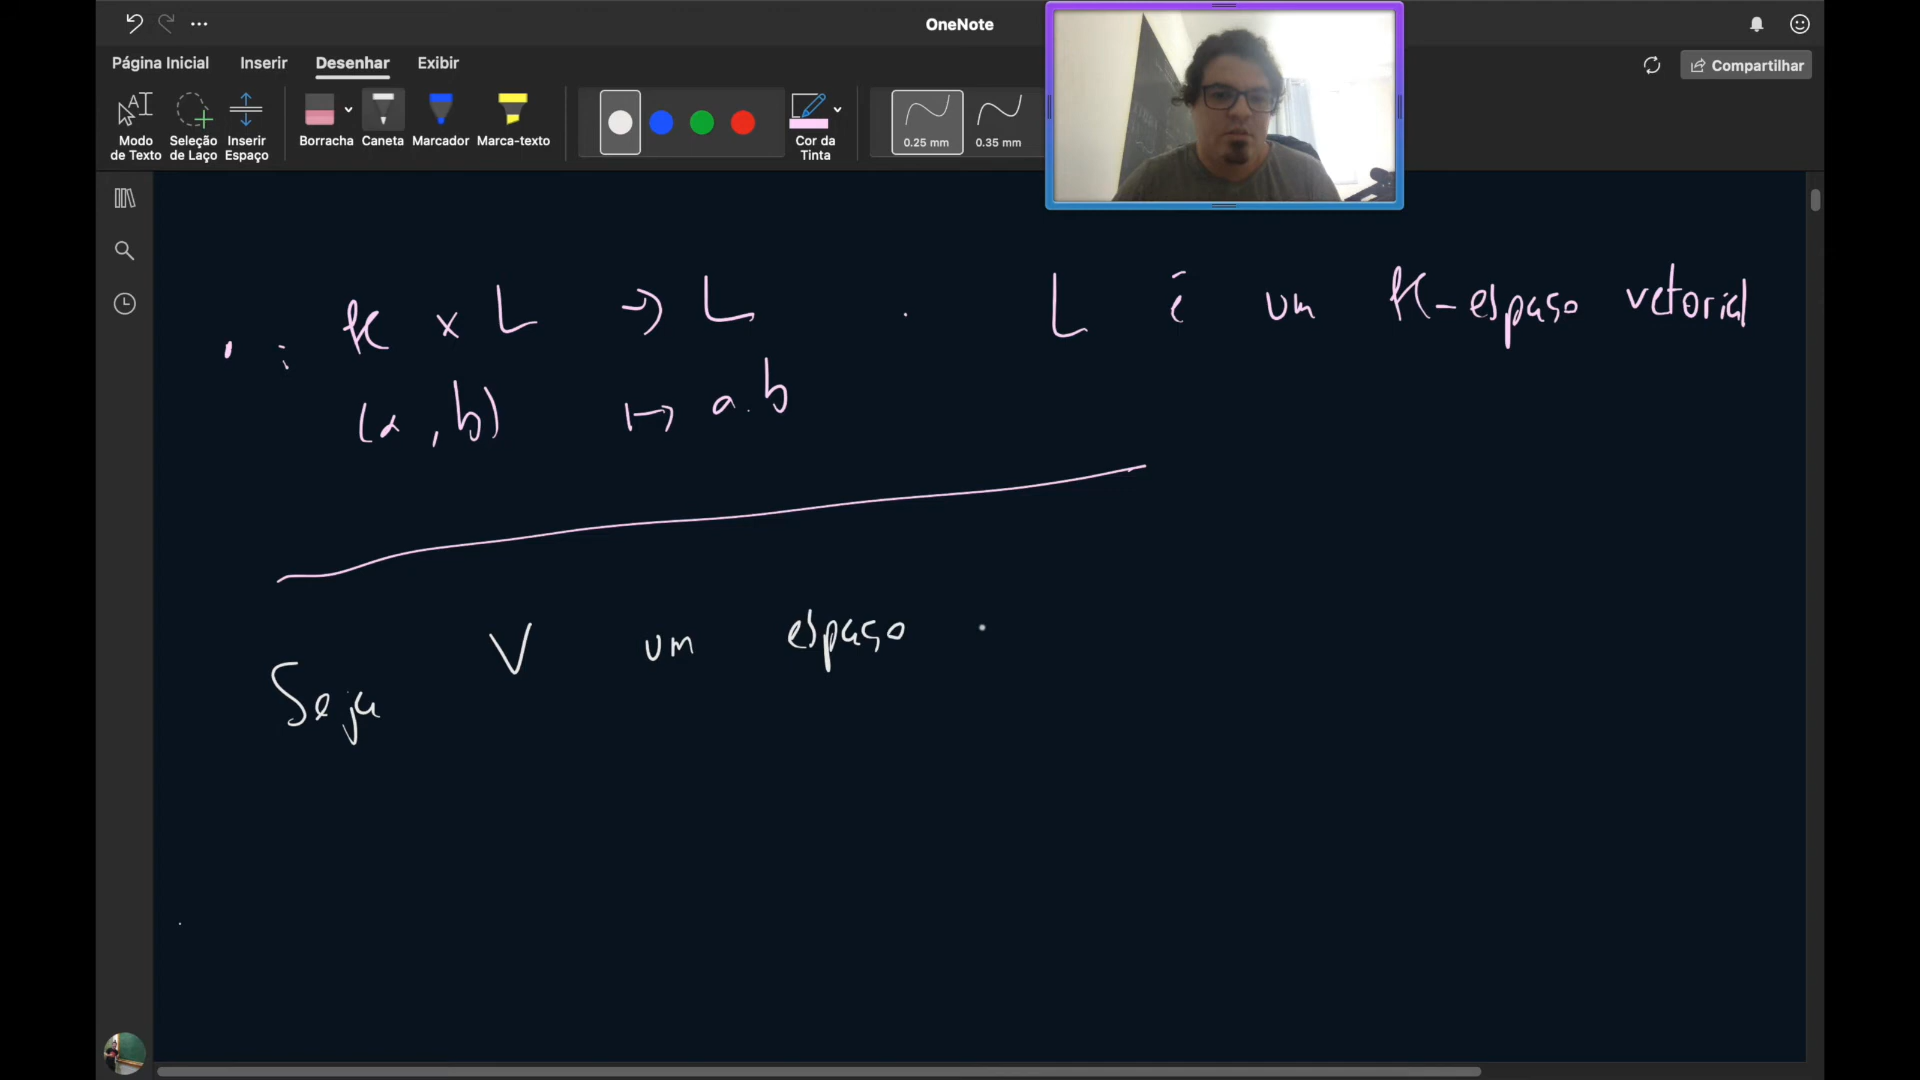 OneNote
Página Inicial Inserir Desenhar Exibir Compartilhar
Modo de Texto
Seleção de Laço
Inserir Espaço
Borracha
Caneta
Marcador
Marca-texto
Cor da Tinta
0.25 mm
0.35 mm
· : K x L → L . L é um K-espaço vetorial
(a, b) ↦ a.b
Seja V um espaço